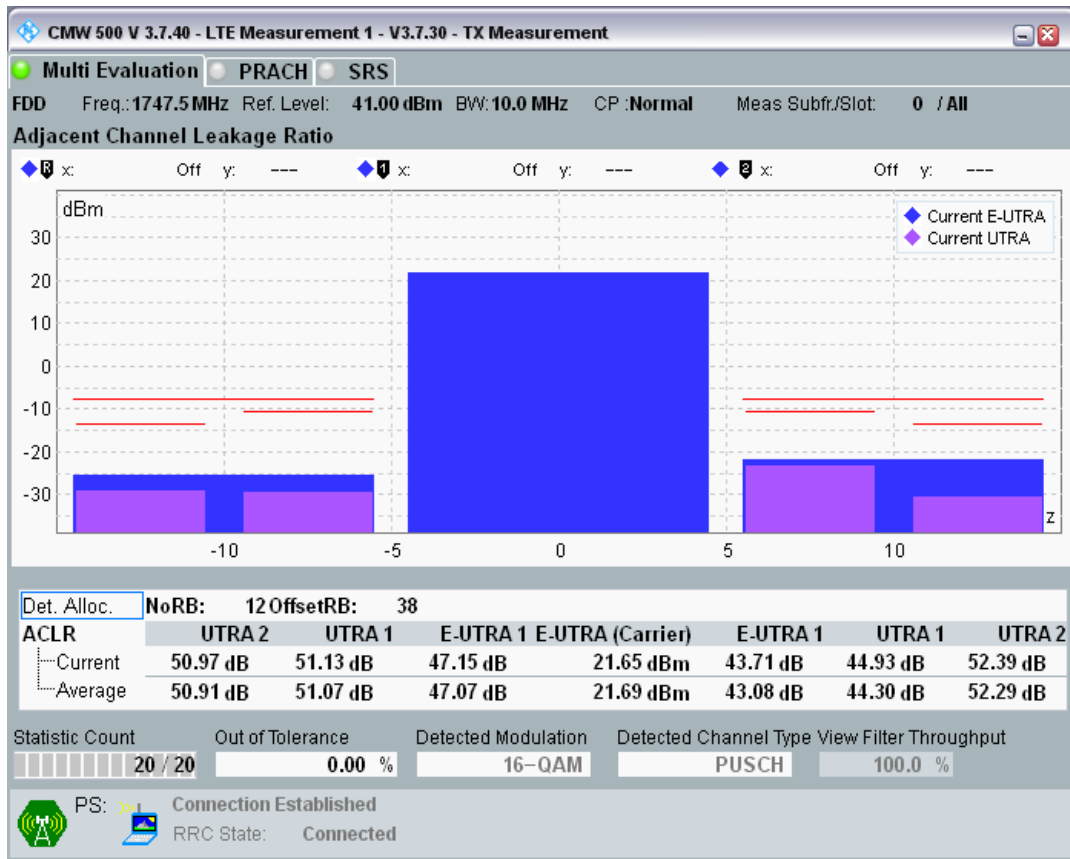 CMW 500 V 3.7.40 - LTE Measurement 1 - V3.7.30 - TX Measurement
Multi Evaluation PRACH SRS
FDD Freq.: 1747.5 MHz Ref. Level: 41.00 dBm BW: 10.0 MHz CP :Normal Meas Subfr./Slot: 0 / All
Adjacent Channel Leakage Ratio
R x: Off y: --- 1 x: Off y: --- 2 x: Off y: ---
dBm
Current E-UTRA
Current UTRA
30
20
10
0
-10
-20
-30
z
-10 -5 0 5 10
Det. Alloc. NoRB: 12 OffsetRB: 38
ACLR UTRA 2 UTRA 1 E-UTRA 1 E-UTRA (Carrier) E-UTRA 1 UTRA 1 UTRA 2
Current 50.97 dB 51.13 dB 47.15 dB 21.65 dBm 43.71 dB 44.93 dB 52.39 dB
Average 50.91 dB 51.07 dB 47.07 dB 21.69 dBm 43.08 dB 44.30 dB 52.29 dB
Statistic Count Out of Tolerance Detected Modulation Detected Channel Type View Filter Throughput
20 / 20 0.00 % 16-QAM PUSCH 100.0 %
PS: Connection Established
RRC State: Connected